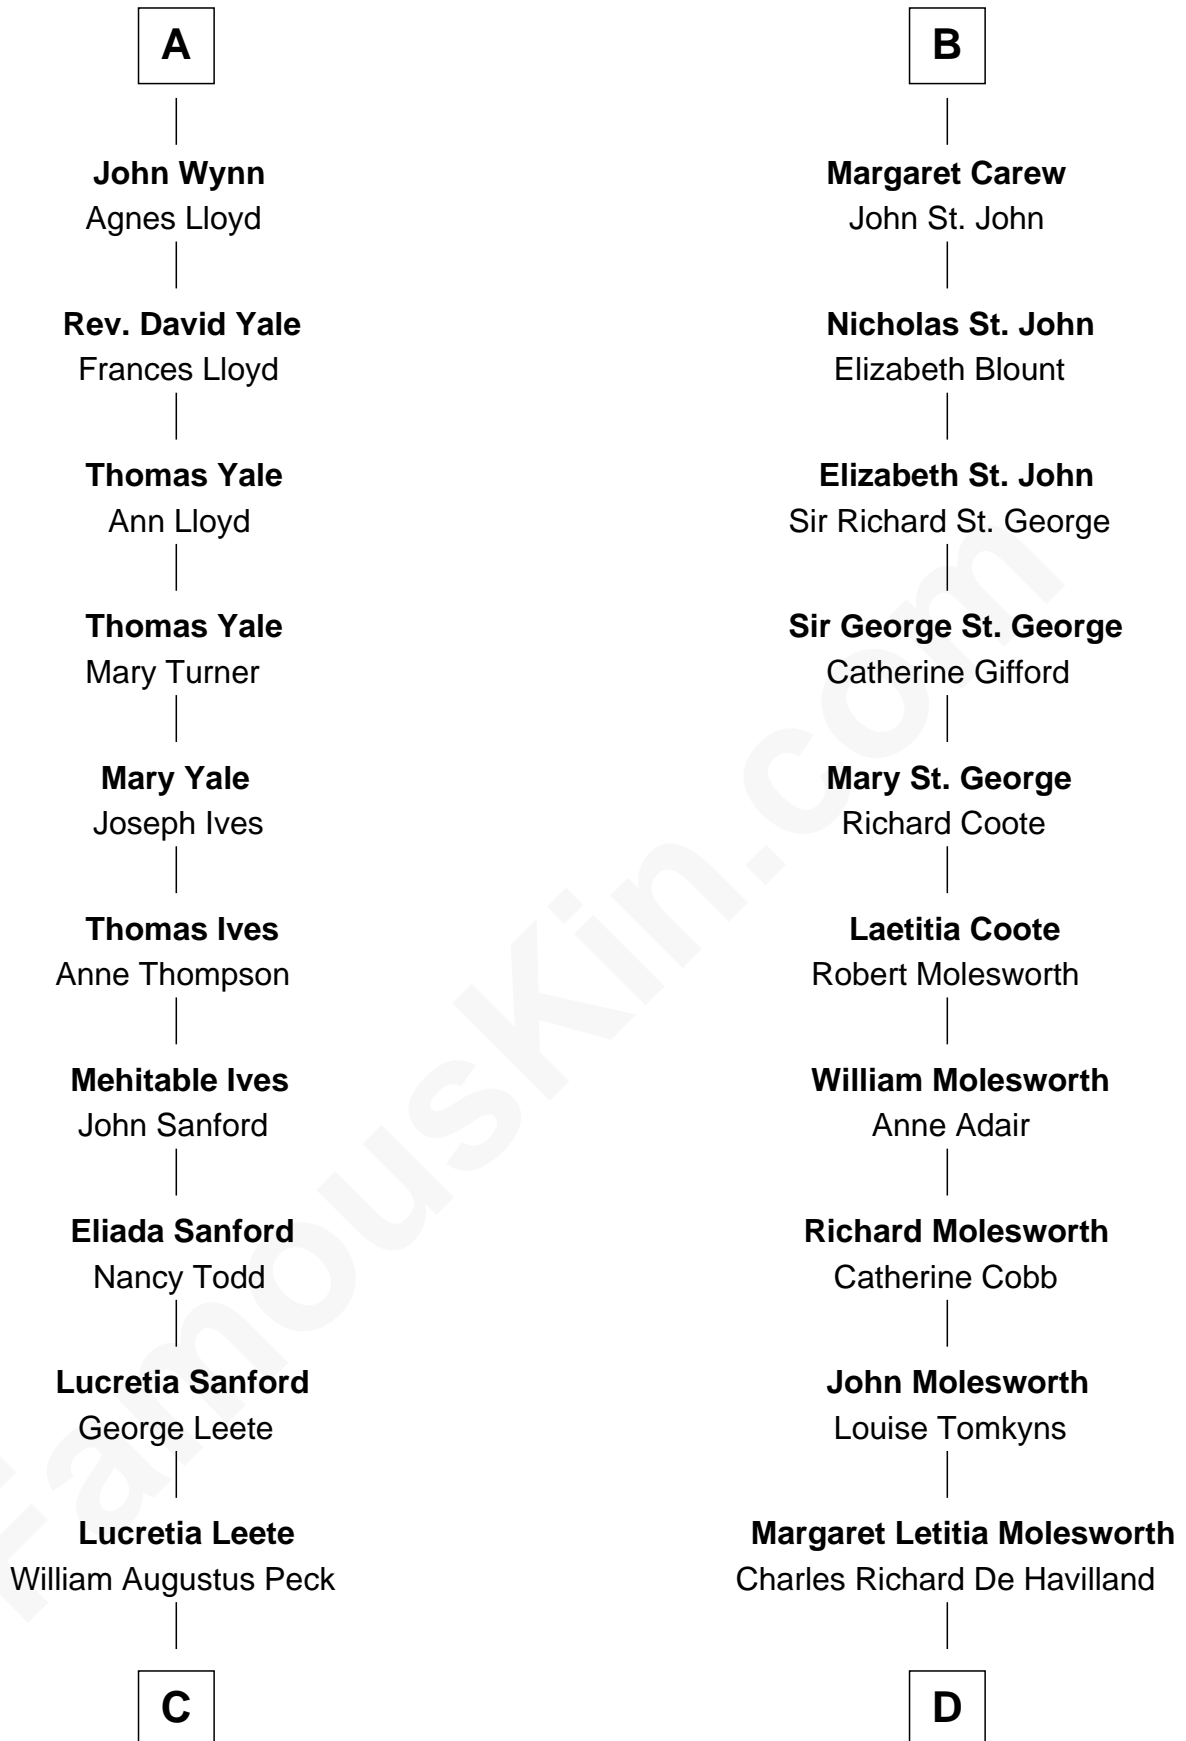 A
John Wynn
Agnes Lloyd
Rev. David Yale
Frances Lloyd
Thomas Yale
Ann Lloyd
Thomas Yale
Mary Turner
Mary Yale
Joseph Ives
Thomas Ives
Anne Thompson
Mehitable Ives
John Sanford
Eliada Sanford
Nancy Todd
Lucretia Sanford
George Leete
Lucretia Leete
William Augustus Peck
C
B
Margaret Carew
John St. John
Nicholas St. John
Elizabeth Blount
Elizabeth St. John
Sir Richard St. George
Sir George St. George
Catherine Gifford
Mary St. George
Richard Coote
Laetitia Coote
Robert Molesworth
William Molesworth
Anne Adair
Richard Molesworth
Catherine Cobb
John Molesworth
Louise Tomkyns
Margaret Letitia Molesworth
Charles Richard De Havilland
D
FamousKin.com